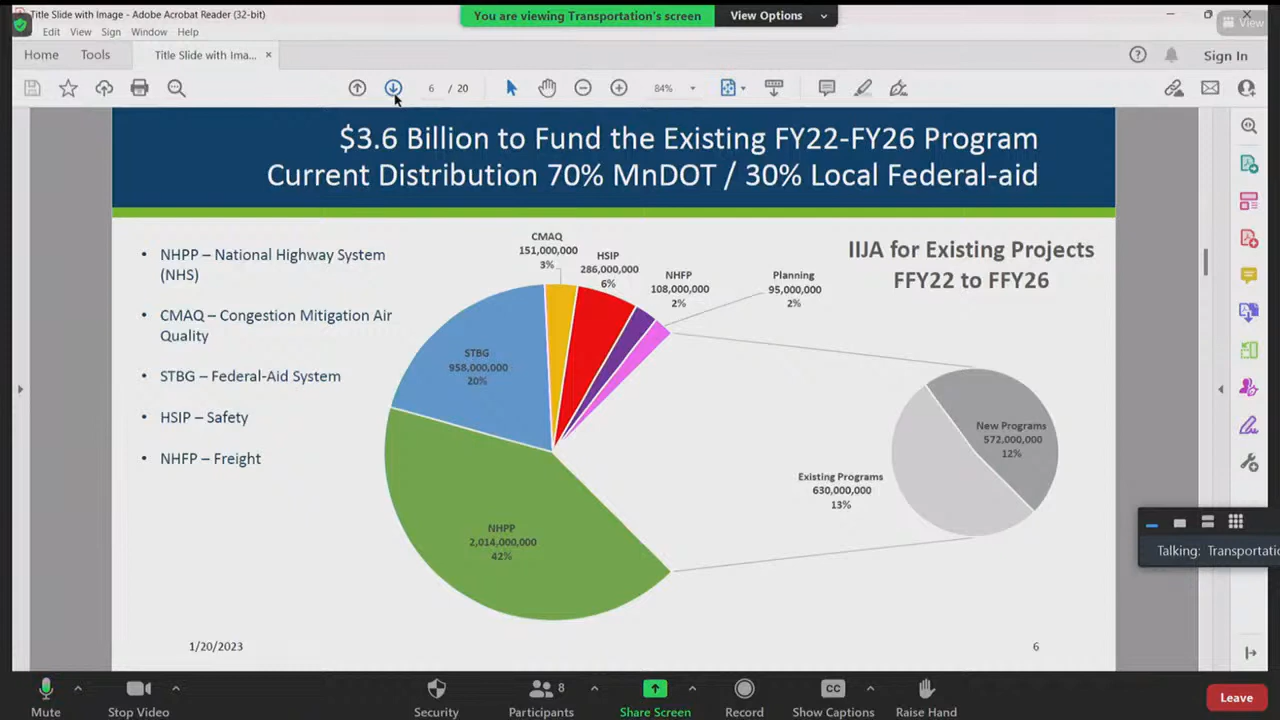 Title Slide with Image - Adobe Acrobat Reader (32-bit)
You are viewing Transportation's screen
View Options
View
Edit View Sign Window Help
Home
Tools
Title Slide with Ima...
×
Sign In
6 / 20
84%
$3.6 Billion to Fund the Existing FY22-FY26 Program
Current Distribution 70% MnDOT / 30% Local Federal-aid
• NHPP – National Highway System
(NHS)
• CMAQ – Congestion Mitigation Air
Quality
• STBG – Federal-Aid System
• HSIP – Safety
• NHFP – Freight
IIJA for Existing Projects
FFY22 to FFY26
CMAQ
151,000,000
3%
HSIP
286,000,000
6%
NHFP
108,000,000
2%
Planning
95,000,000
2%
STBG
958,000,000
20%
NHPP
2,014,000,000
42%
New Programs
572,000,000
12%
Existing Programs
630,000,000
13%
Talking: Transportatio
1/20/2023
6
Mute
Stop Video
Security
8
Participants
Share Screen
Record
CC
Show Captions
Raise Hand
Leave